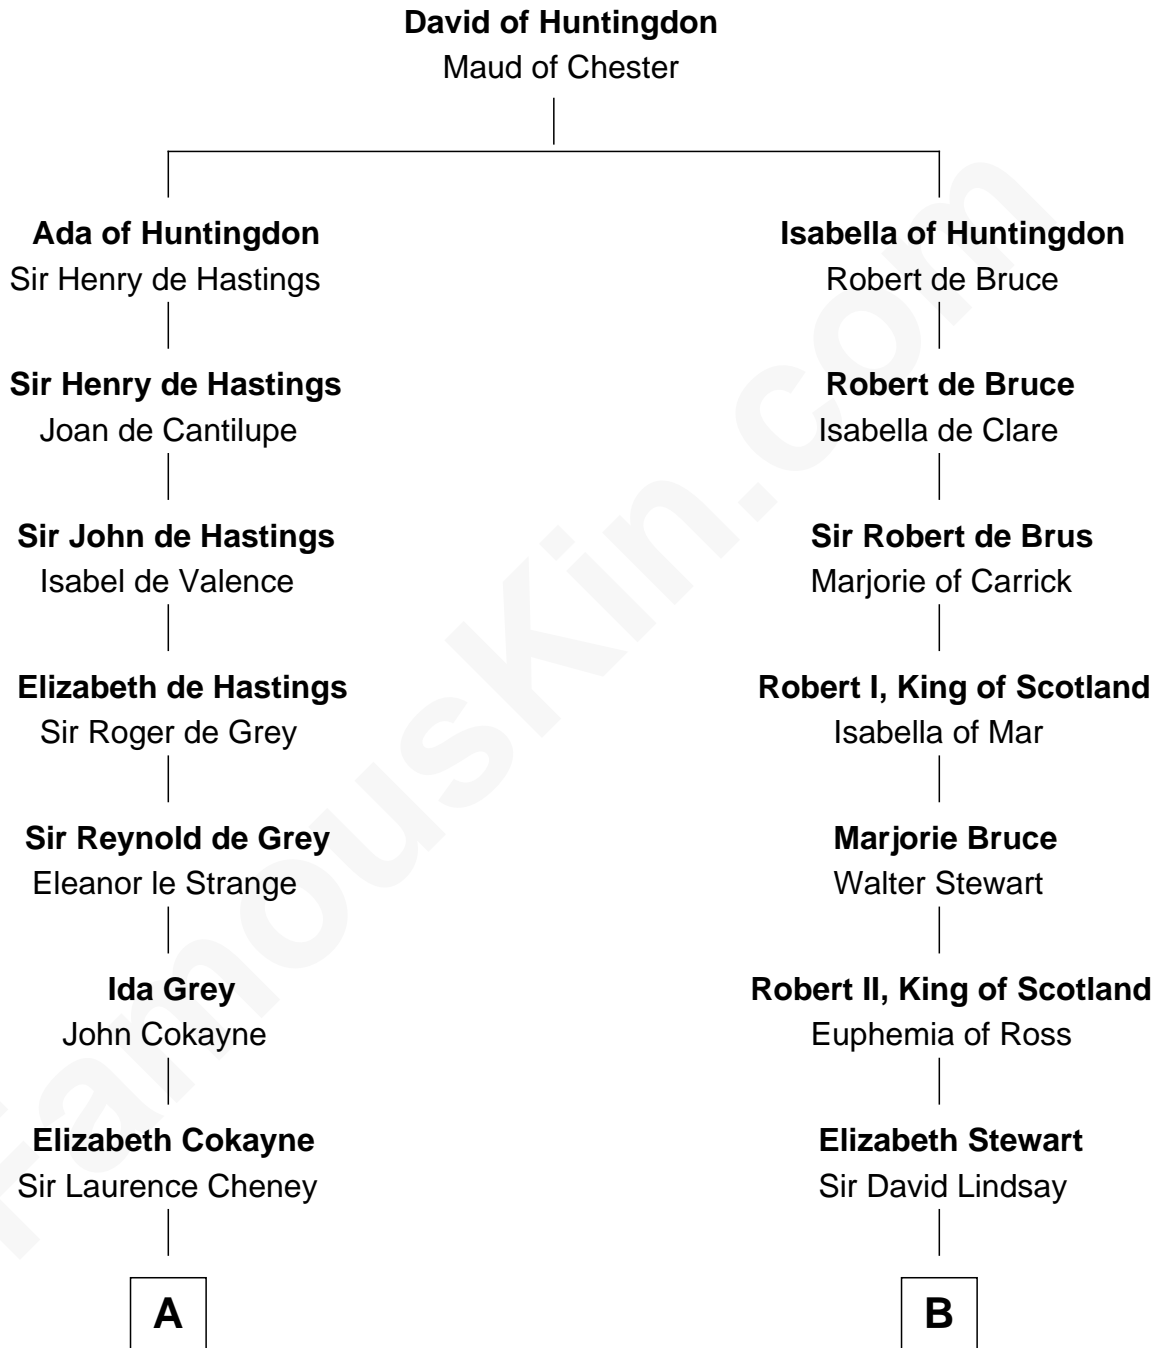 David of Huntingdon
Maud of Chester
Ada of Huntingdon
Sir Henry de Hastings
Isabella of Huntingdon
Robert de Bruce
Sir Henry de Hastings
Joan de Cantilupe
Robert de Bruce
Isabella de Clare
Sir John de Hastings
Isabel de Valence
Sir Robert de Brus
Marjorie of Carrick
Elizabeth de Hastings
Sir Roger de Grey
Robert I, King of Scotland
Isabella of Mar
Sir Reynold de Grey
Eleanor le Strange
Marjorie Bruce
Walter Stewart
Ida Grey
John Cokayne
Robert II, King of Scotland
Euphemia of Ross
Elizabeth Cokayne
Sir Laurence Cheney
Elizabeth Stewart
Sir David Lindsay
A
B
FamousKin.com